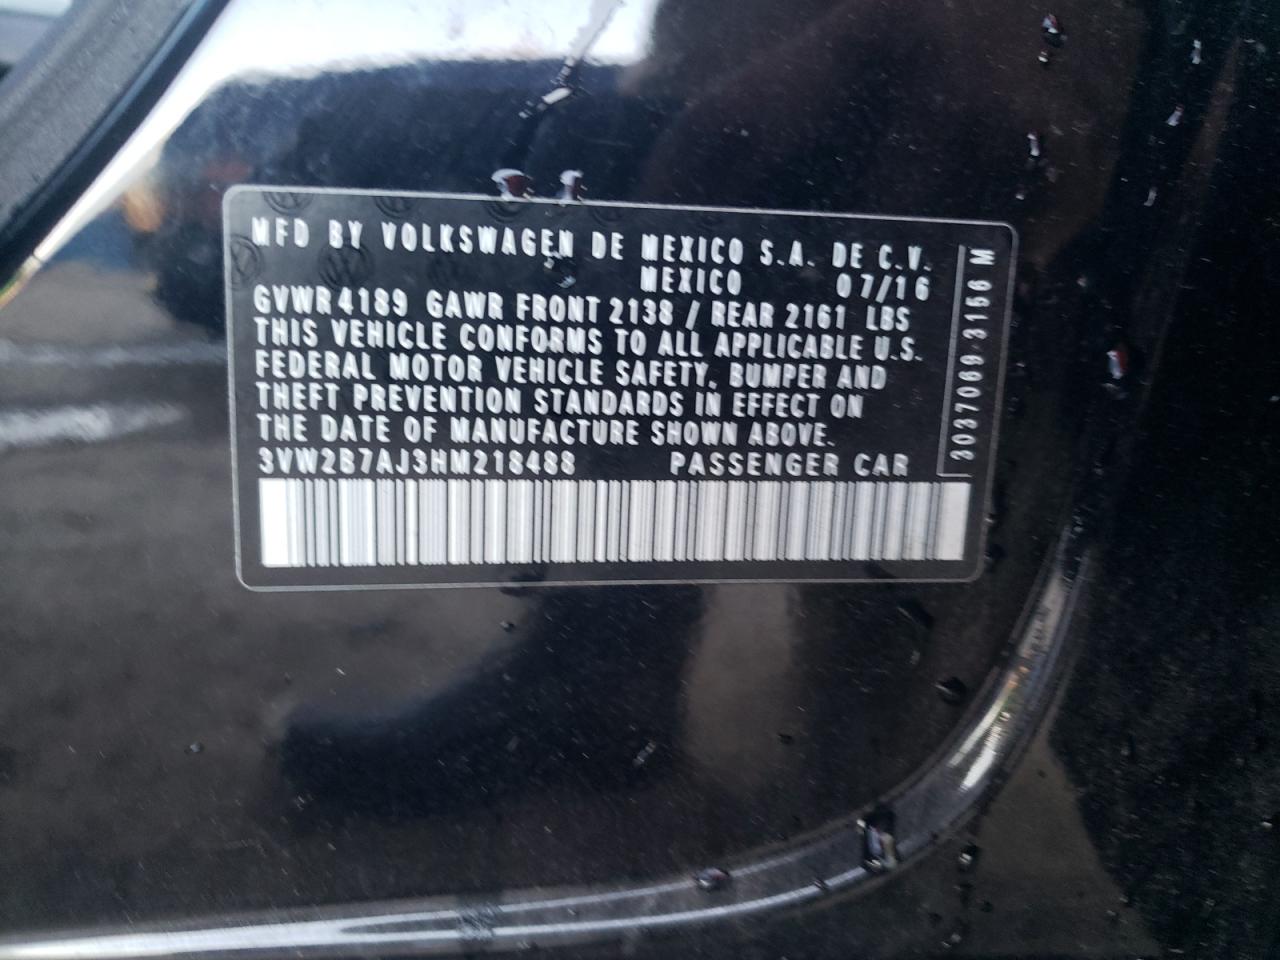 MFD BY VOLKSWAGEN DE MEXICO S.A. DE C.V.
MEXICO 07/16
GVWR 4189 GAWR FRONT 2138 / REAR 2161 LBS
THIS VEHICLE CONFORMS TO ALL APPLICABLE U.S.
FEDERAL MOTOR VEHICLE SAFETY, BUMPER AND
THEFT PREVENTION STANDARDS IN EFFECT ON
THE DATE OF MANUFACTURE SHOWN ABOVE.
3VW2B7AJ3HM218488 PASSENGER CAR
3037069 3156 M